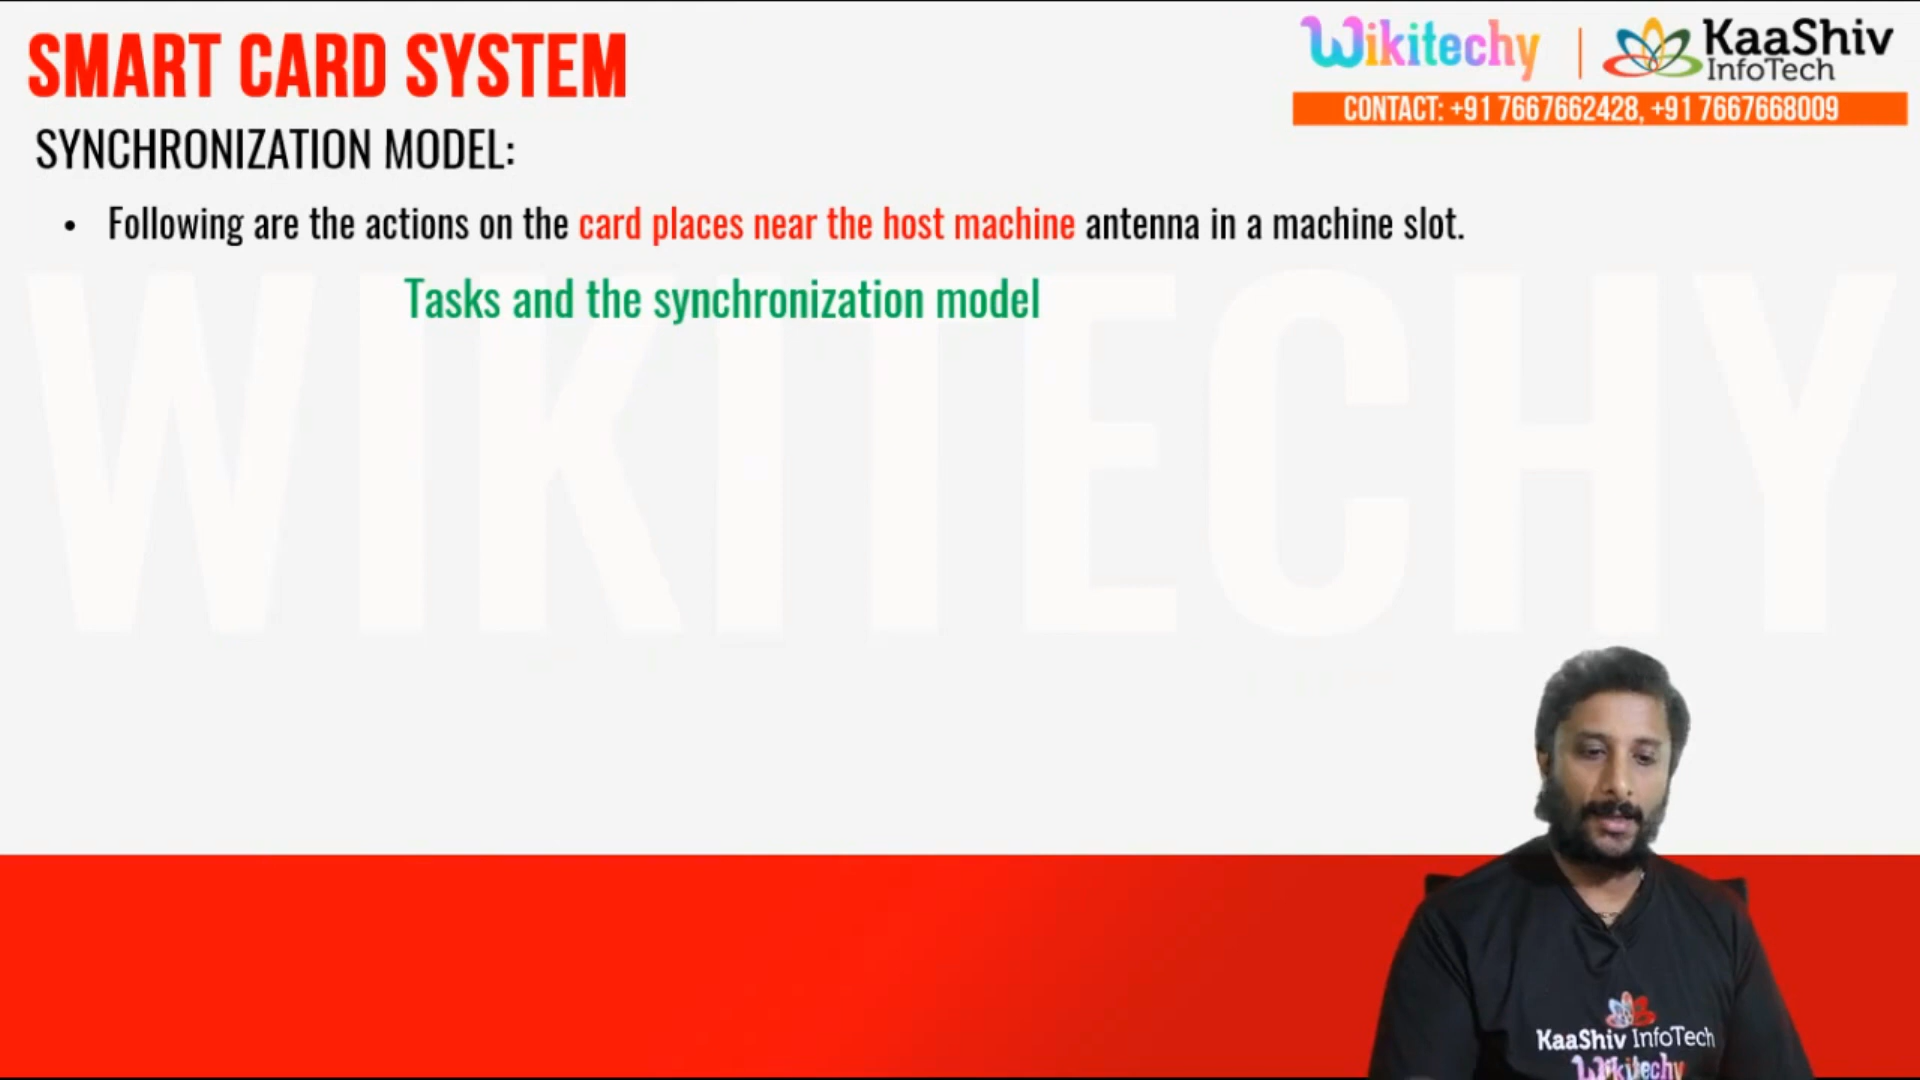 SMART CARD SYSTEM
Wikitechy | KaaShiv InfoTech
CONTACT: +91 7667662428, +91 7667668009
SYNCHRONIZATION MODEL:
• Following are the actions on the card places near the host machine antenna in a machine slot.
Tasks and the synchronization model
WIKITECHY
KaaShiv InfoTech
Wikitechy